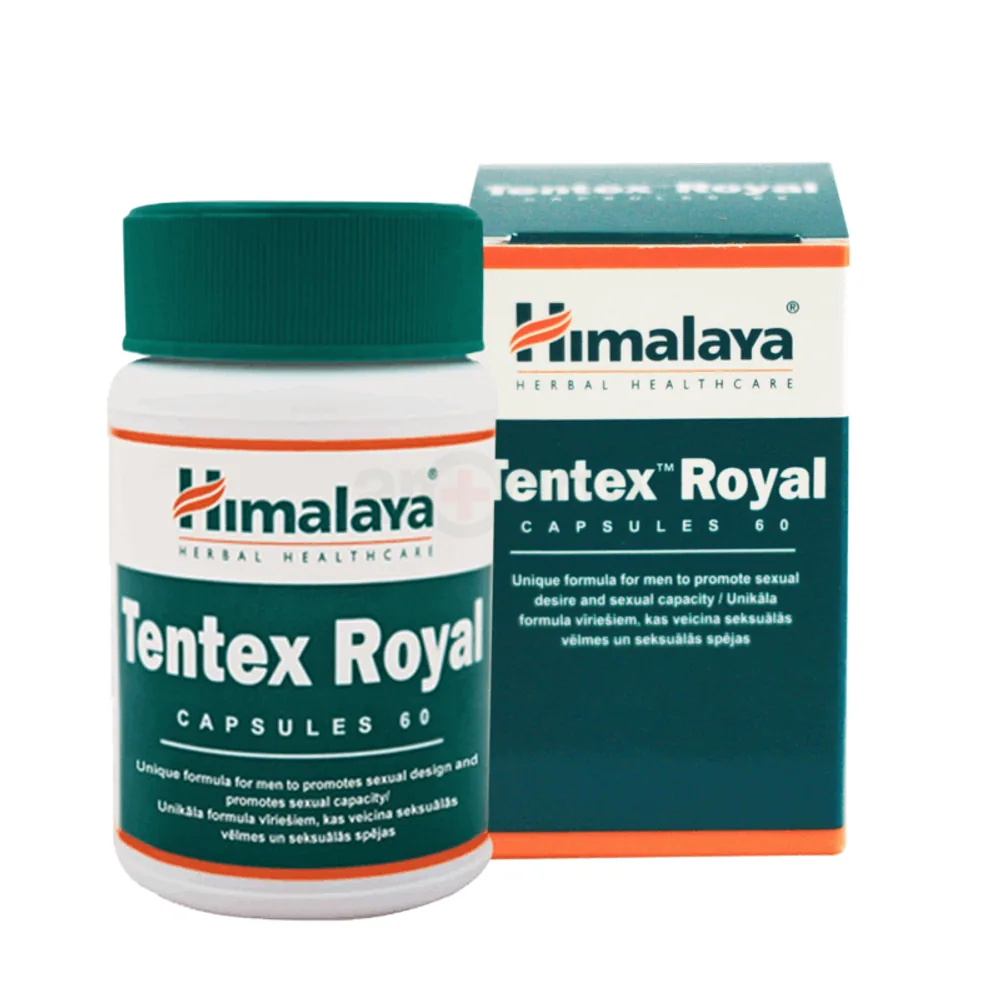 Himalaya®
HERBAL HEALTHCARE
Tentex Royal
CAPSULES 60
Unique formula for men to promotes sexual design and
promotes sexual capacity/
Unikāla formula vīriešiem, kas veicina seksuālās
vēlmes un seksuālās spējas
Tentex Royal
CAPSULES
Himalaya®
HERBAL HEALTHCARE
Tentex™ Royal
CAPSULES 60
Unique formula for men to promote sexual
desire and sexual capacity / Unikāla
formula vīriešiem, kas veicina seksuālās
vēlmes un seksuālās spējas